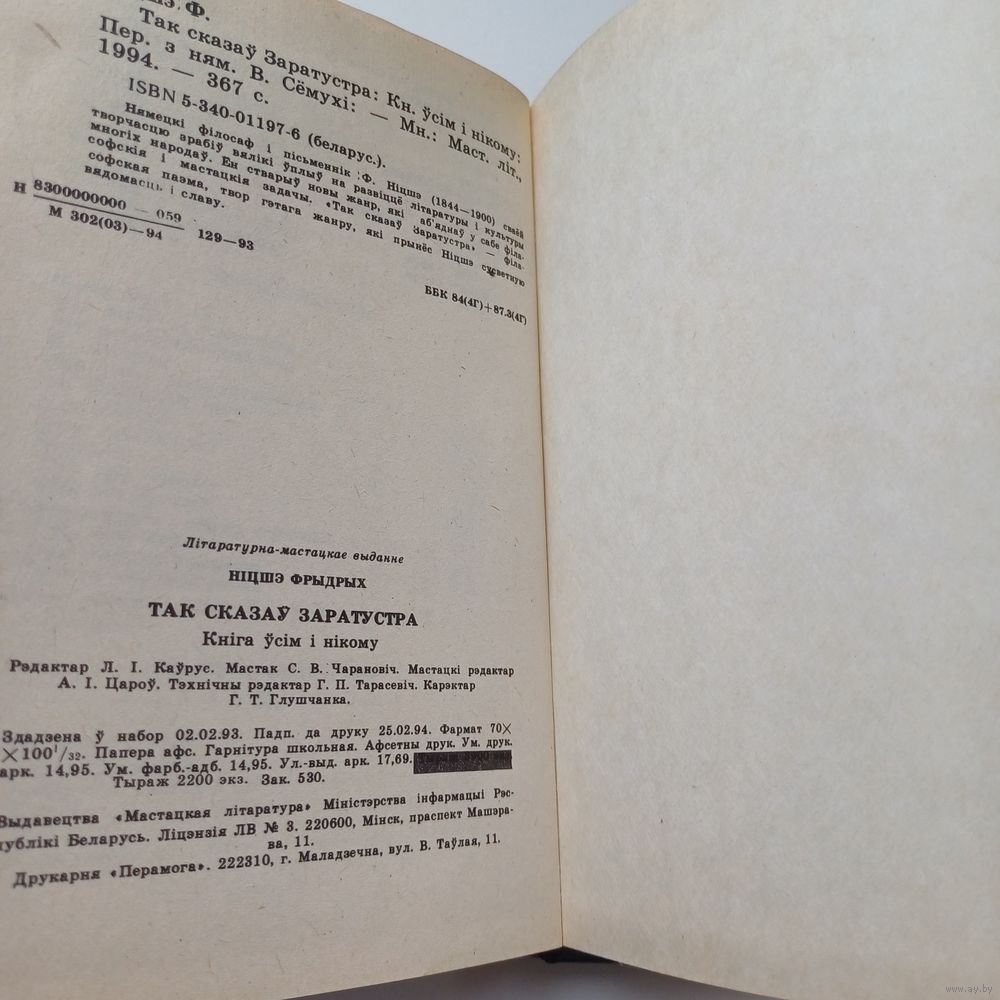 Ф.
Так сказаў Заратустра: Кн. ўсім і нікому:
Пер. з ням. В. Сёмухі: — Мн.: Маст. літ.,
1994. — 367 с.
ISBN 5-340-01197-6 (беларус.).
Нямецкі філосаф і пісьменнік Ф. Ніцшэ (1844—1900) сваёй
творчасцю зрабіў вялікі ўплыў на развіццё літаратуры і культуры
многіх народаў. Ен стварыў новы жанр, які аб'яднаў у сабе філа-
софскія і мастацкія задачы. «Так сказаў Заратустра» — філа-
софская паэма, твор гэтага жанру, які прынёс Ніцшэ сусветную
вядомасць і славу.
Н 8300000000 — 059
М 302(03)—94 129—93
ББК 84(4Г)+87.3(4Г)
Літаратурна-мастацкае выданне
НІЦШЭ ФРЫДРЫХ
ТАК СКАЗАЎ ЗАРАТУСТРА
Кніга ўсім і нікому
Рэдактар Л. І. Каўрус. Мастак С. В. Чарановіч. Мастацкі рэдактар
А. І. Цароў. Тэхнічны рэдактар Г. П. Тарасевіч. Карэктар
Г. Т. Глушчанка.
Здадзена ў набор 02.02.93. Падп. да друку 25.02.94. Фармат 70×
×100¹/₃₂. Папера афс. Гарнітура школьная. Афсетны друк. Ум. друк.
арк. 14,95. Ум. фарб.-адб. 14,95. Ул.-выд. арк. 17,69.
Тыраж 2200 экз. Зак. 530.
Выдавецтва «Мастацкая літаратура» Міністэрства інфармацыі Рэс-
публікі Беларусь. Ліцэнзія ЛВ № 3. 220600, Мінск, праспект Машэра-
ва, 11.
Друкарня «Перамога». 222310, г. Маладзечна, вул. В. Таўлая, 11.
www.ay.by